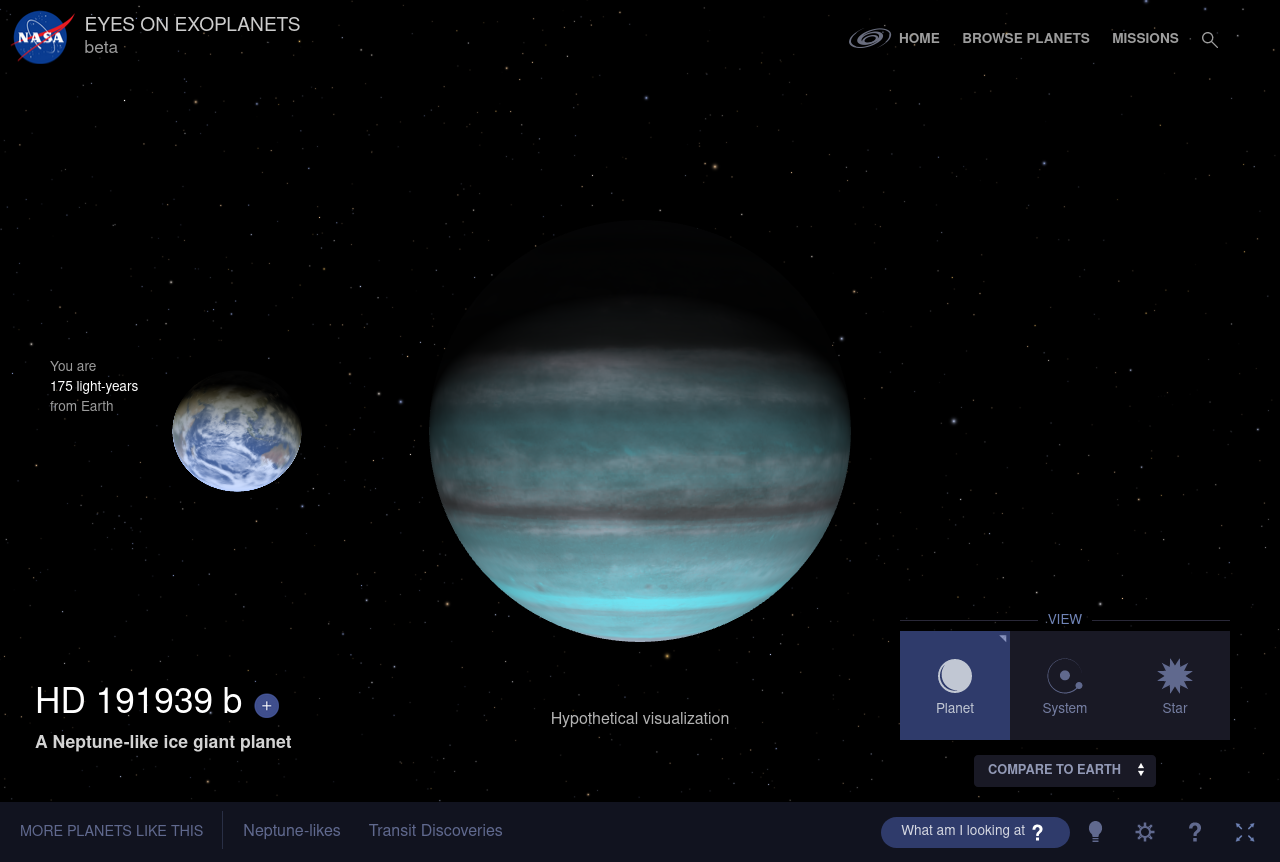 NASA
EYES ON EXOPLANETS
beta
HOME
BROWSE PLANETS
MISSIONS
You are
175 light-years
from Earth
VIEW
Planet
System
Star
HD 191939 b +
A Neptune-like ice giant planet
Hypothetical visualization
COMPARE TO EARTH
MORE PLANETS LIKE THIS
Neptune-likes
Transit Discoveries
What am I looking at ?
?